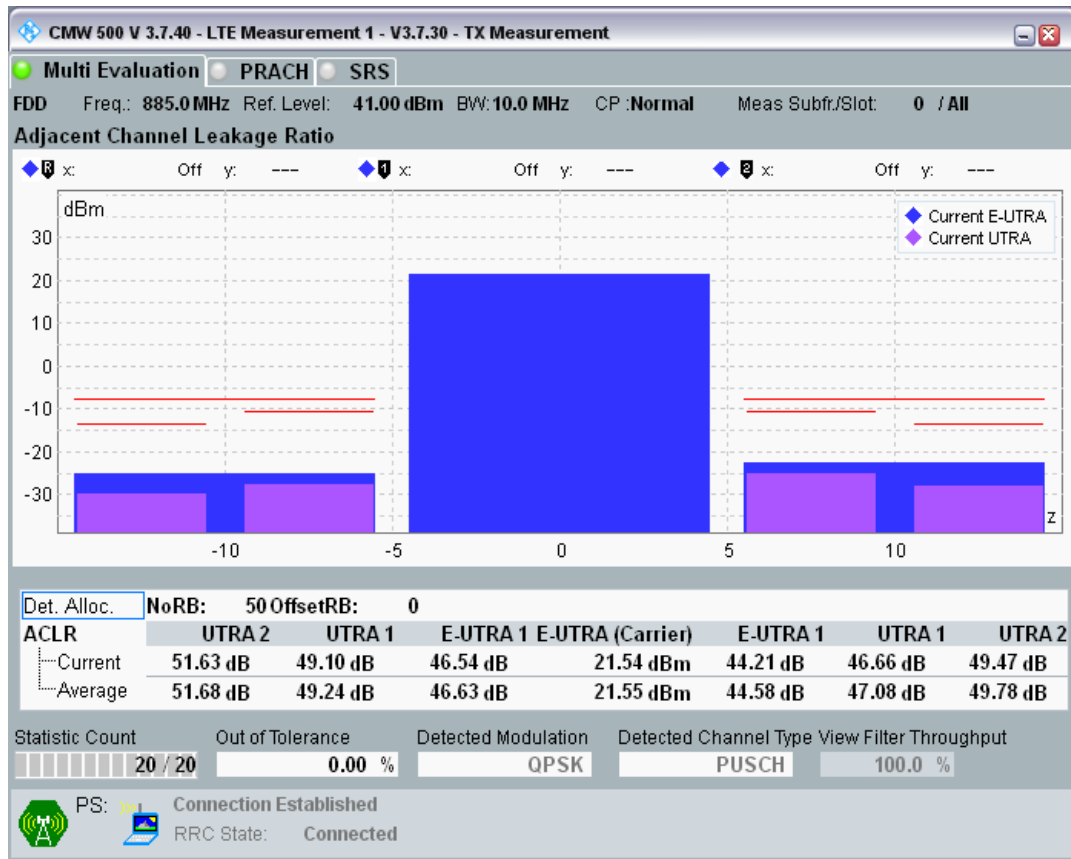 CMW 500 V 3.7.40 - LTE Measurement 1 - V3.7.30 - TX Measurement
Multi Evaluation PRACH SRS
FDD Freq.: 885.0 MHz Ref. Level: 41.00 dBm BW: 10.0 MHz CP :Normal Meas Subfr./Slot: 0 / All
Adjacent Channel Leakage Ratio
R x: Off y: --- 1 x: Off y: --- 2 x: Off y: ---
dBm
Current E-UTRA
Current UTRA
30
20
10
0
-10
-20
-30
z
-10 -5 0 5 10
Det. Alloc. NoRB: 50 OffsetRB: 0
ACLR UTRA 2 UTRA 1 E-UTRA 1 E-UTRA (Carrier) E-UTRA 1 UTRA 1 UTRA 2
Current 51.63 dB 49.10 dB 46.54 dB 21.54 dBm 44.21 dB 46.66 dB 49.47 dB
Average 51.68 dB 49.24 dB 46.63 dB 21.55 dBm 44.58 dB 47.08 dB 49.78 dB
Statistic Count Out of Tolerance Detected Modulation Detected Channel Type View Filter Throughput
20 / 20 0.00 % QPSK PUSCH 100.0 %
PS: Connection Established
RRC State: Connected